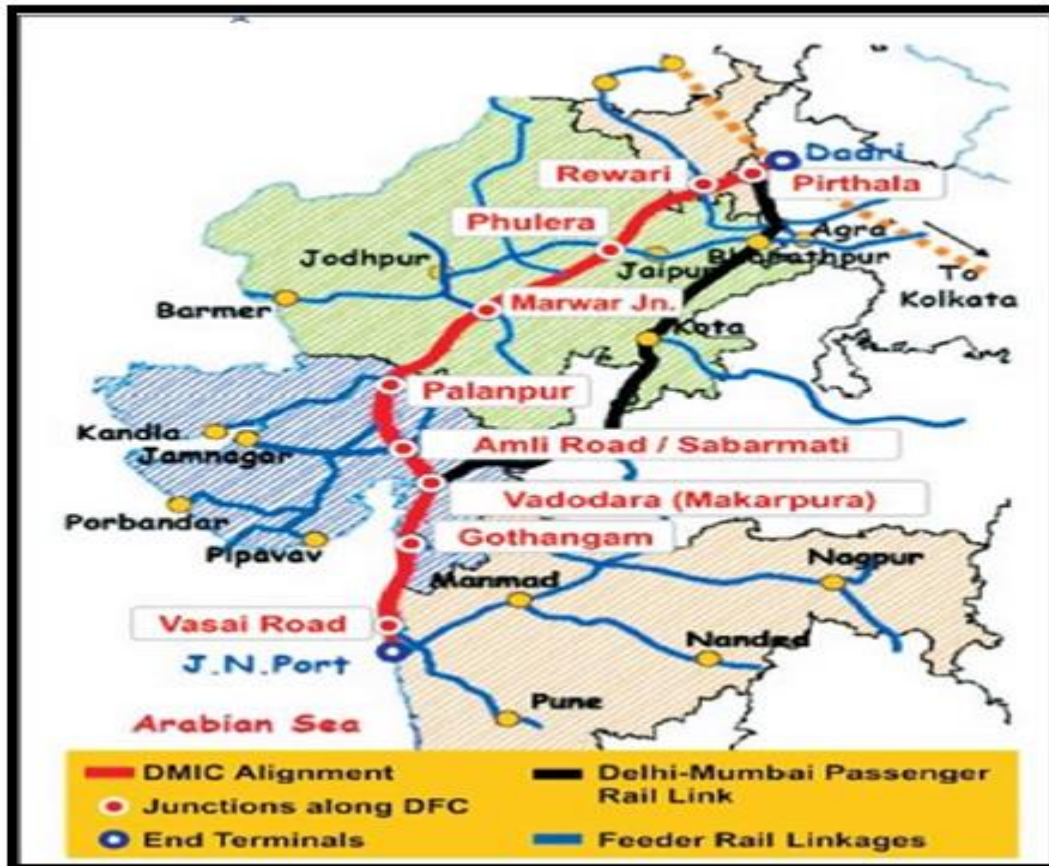 Dadri
Rewari
Pirthala
Phulera
Agra
Jodhpur
Jaipur
Bharathpur
To
Kolkata
Barmer
Marwar Jn.
Kota
Palanpur
Kandla
Jamnagar
Amli Road / Sabarmati
Vadodara (Makarpura)
Porbandar
Pipavav
Gothangam
Nagpur
Manmad
Vasai Road
Nanded
J.N.Port
Pune
Arabian Sea
DMIC Alignment
Delhi-Mumbai Passenger
Rail Link
Junctions along DFC
End Terminals
Feeder Rail Linkages